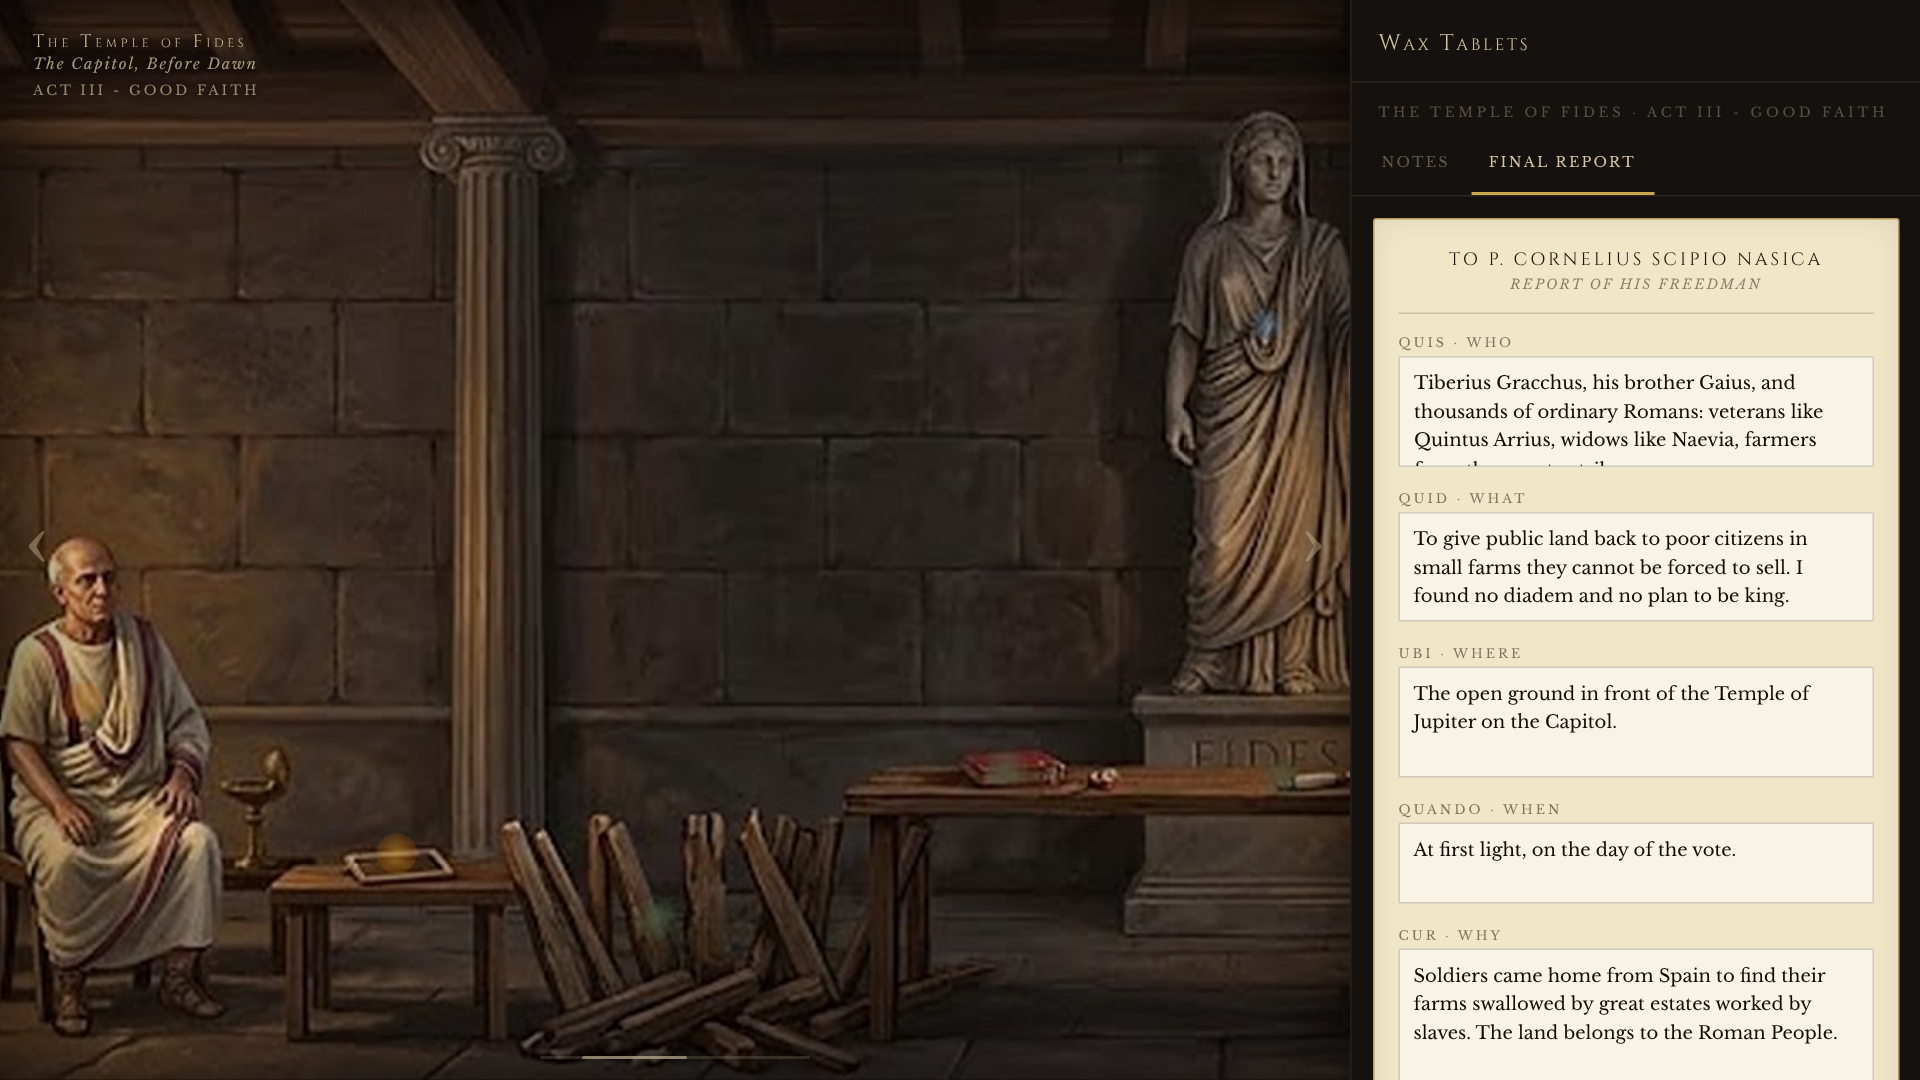 The Temple of Fides
The Capitol, Before Dawn
ACT III - GOOD FAITH
FIDES
Wax Tablets
THE TEMPLE OF FIDES · ACT III - GOOD FAITH
NOTES FINAL REPORT
TO P. CORNELIUS SCIPIO NASICA
REPORT OF HIS FREEDMAN
QUIS · WHO
Tiberius Gracchus, his brother Gaius, and
thousands of ordinary Romans: veterans like
Quintus Arrius, widows like Naevia, farmers
QUID · WHAT
To give public land back to poor citizens in
small farms they cannot be forced to sell. I
found no diadem and no plan to be king.
UBI · WHERE
The open ground in front of the Temple of
Jupiter on the Capitol.
QUANDO · WHEN
At first light, on the day of the vote.
CUR · WHY
Soldiers came home from Spain to find their
farms swallowed by great estates worked by
slaves. The land belongs to the Roman People.